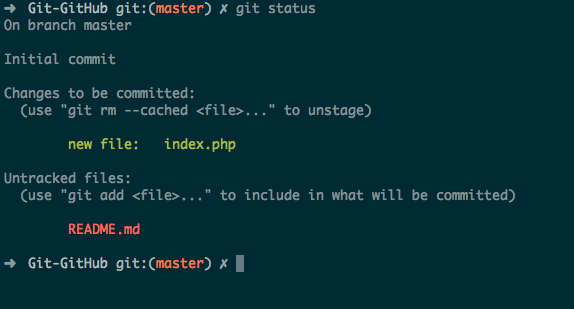 ➜ Git-GitHub git:(master) ✗ git status
On branch master
Initial commit
Changes to be committed:
(use "git rm --cached <file>..." to unstage)
new file: index.php
Untracked files:
(use "git add <file>..." to include in what will be committed)
README.md
➜ Git-GitHub git:(master) ✗